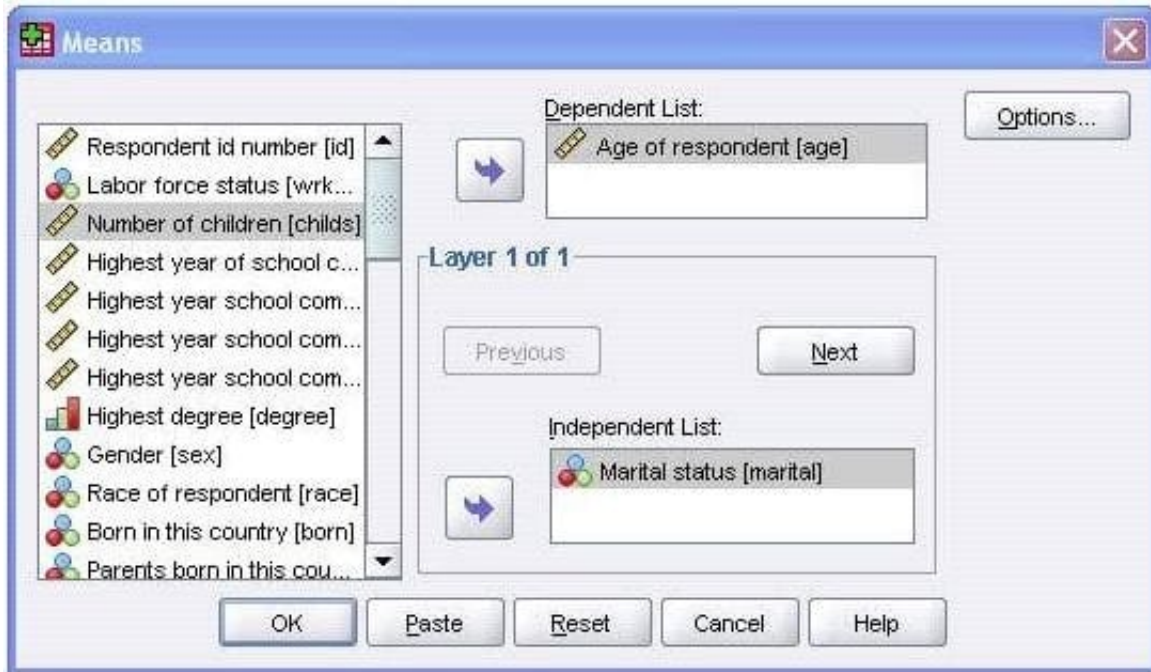 Means
Respondent id number [id]
Labor force status [wrk...
Number of children [childs]
Highest year of school c...
Highest year school com...
Highest year school com...
Highest year school com...
Highest degree [degree]
Gender [sex]
Race of respondent [race]
Born in this country [born]
Parents born in this cou...
Dependent List:
Age of respondent [age]
Options...
Layer 1 of 1
Previous
Next
Independent List:
Marital status [marital]
OK
Paste
Reset
Cancel
Help